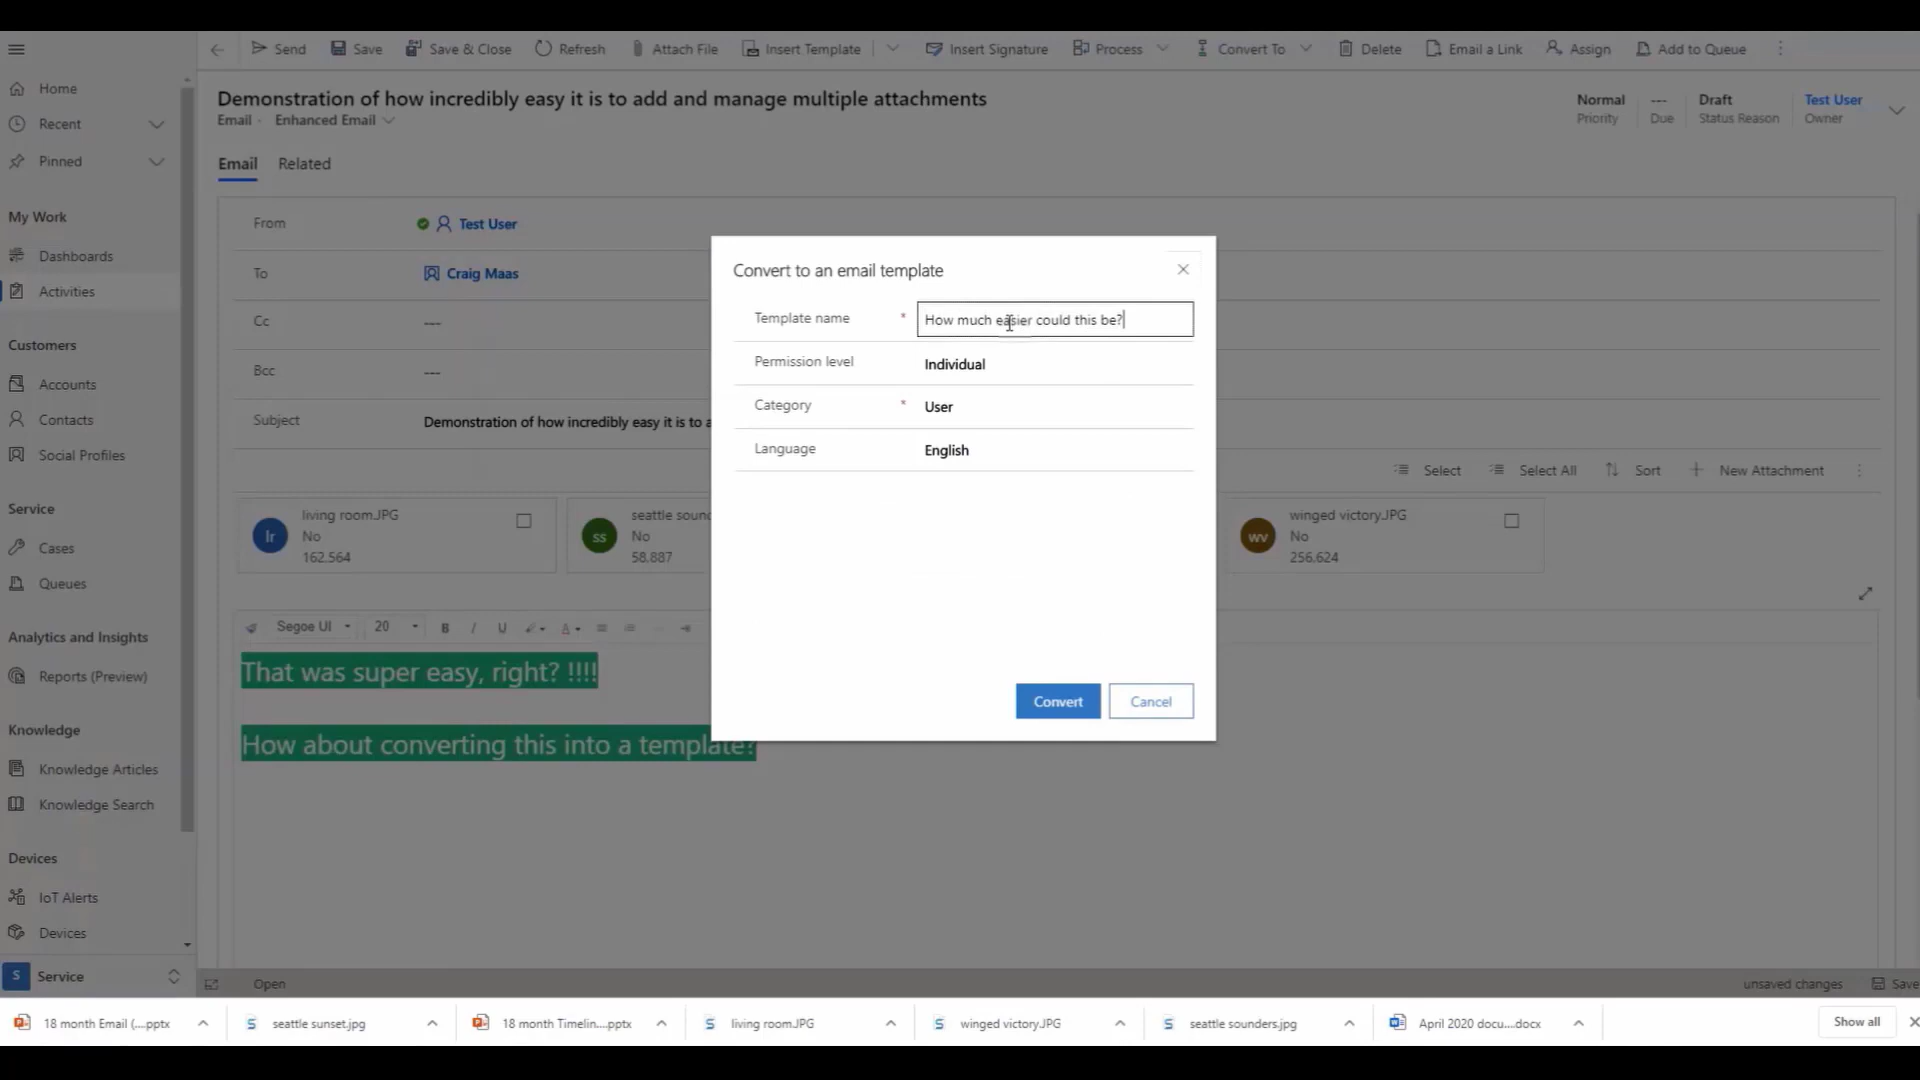 Send
Save
Save & Close
Refresh
Attach File
Insert Template
Insert Signature
Process
Convert To
Delete
Email a Link
Assign
Add to Queue
Home
Recent
Pinned
My Work
Dashboards
Activities
Customers
Accounts
Contacts
Social Profiles
Service
Cases
Queues
Analytics and Insights
Reports (Preview)
Knowledge
Knowledge Articles
Knowledge Search
Devices
IoT Alerts
Devices
S Service
Demonstration of how incredibly easy it is to add and manage multiple attachments
Email · Enhanced Email
Normal
Priority
---
Due
Draft
Status Reason
Test User
Owner
Email
Related
From
Test User
To
Craig Maas
Cc
---
Bcc
---
Subject
Demonstration of how incredibly easy it is to a
Select
Select All
Sort
New Attachment
lr
living room.JPG
No
162,564
ss
seattle soun
No
58,887
wv
winged victory.JPG
No
256,624
Segoe UI
20
B
I
U
A
That was super easy, right? !!!!
How about converting this into a template?
Convert to an email template
Template name *
How much easier could this be?
Permission level
Individual
Category *
User
Language
English
Convert
Cancel
Open
unsaved changes
Save
18 month Email (....pptx
seattle sunset.jpg
18 month Timelin....pptx
living room.JPG
winged victory.JPG
seattle sounders.jpg
April 2020 docu....docx
Show all